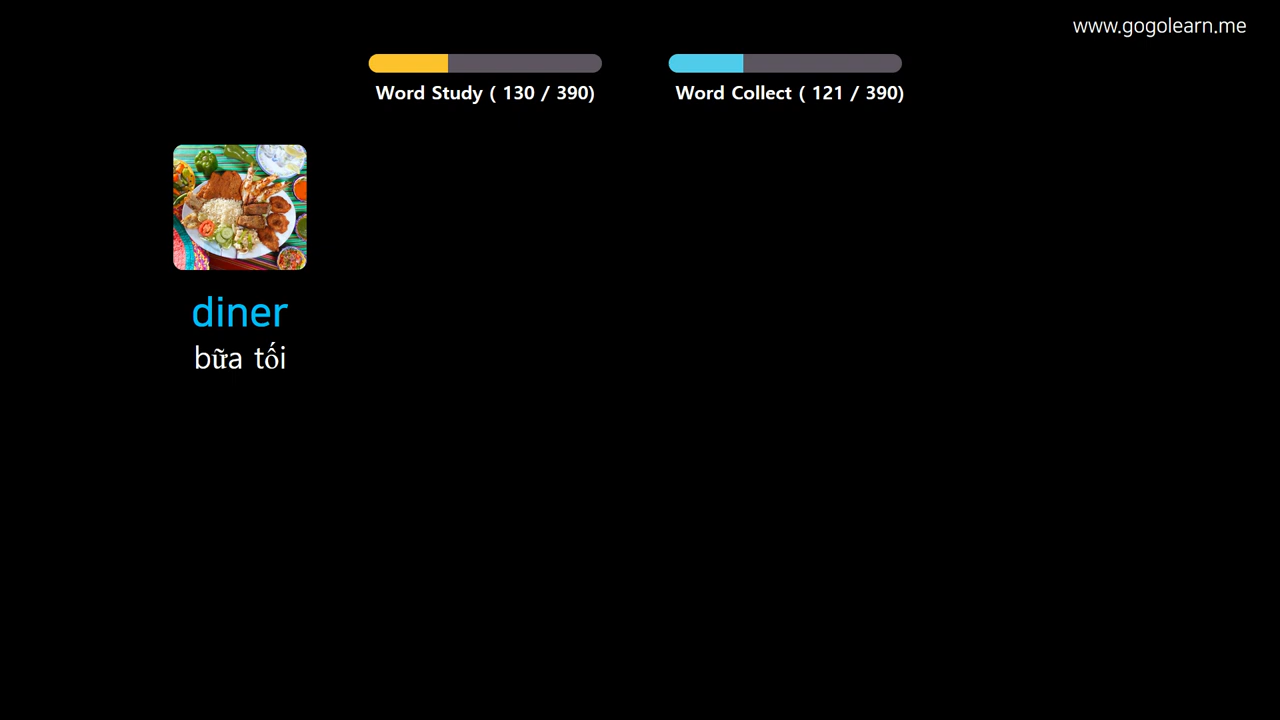 www.gogolearn.me
Word Study ( 130 / 390)
Word Collect ( 121 / 390)
diner
bữa tối